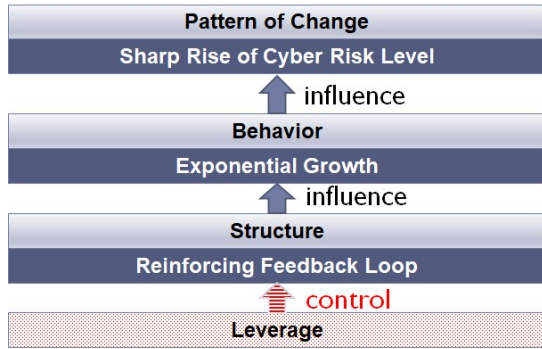 Pattern of Change
Sharp Rise of Cyber Risk Level
influence
Behavior
Exponential Growth
influence
Structure
Reinforcing Feedback Loop
control
Leverage